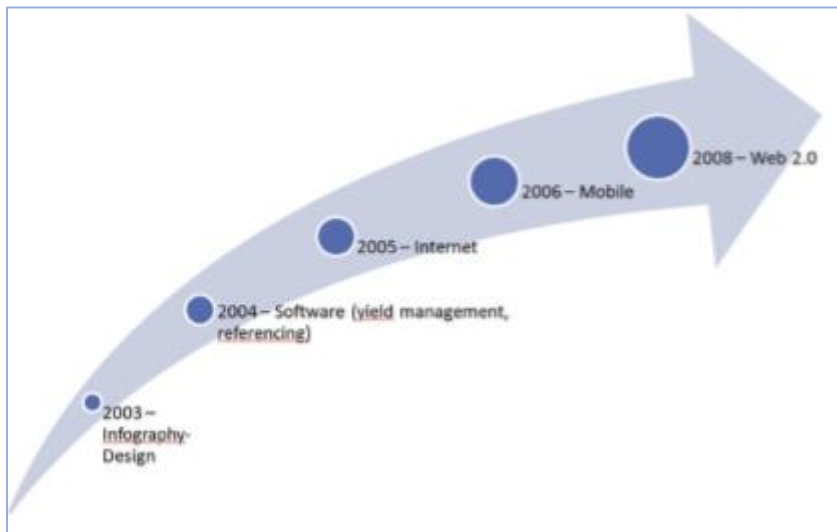 2008 – Web 2.0
2006 – Mobile
2005 – Internet
2004 – Software (yield management,
referencing)
2003 –
Infography-
Design